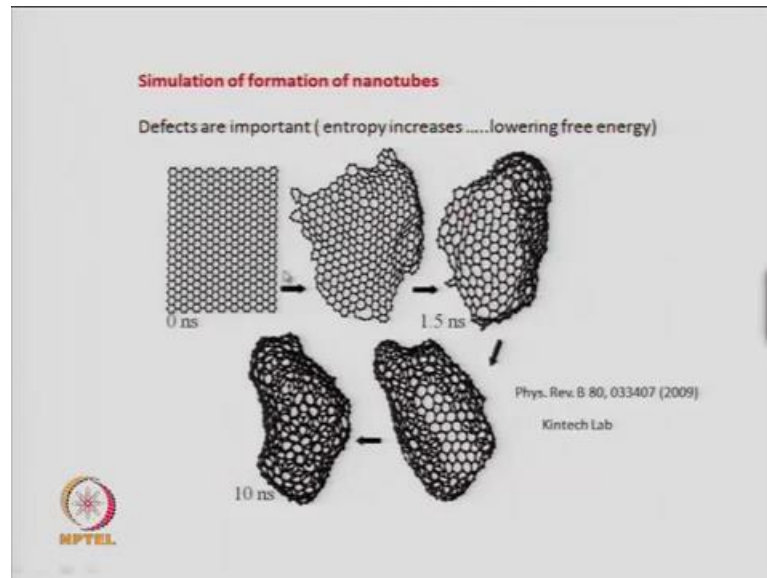 Simulation of formation of nanotubes
Defects are important ( entropy increases .....lowering free energy)
0 ns
1.5 ns
10 ns
Phys. Rev. B 80, 033407 (2009)
Kintech Lab
NPTEL